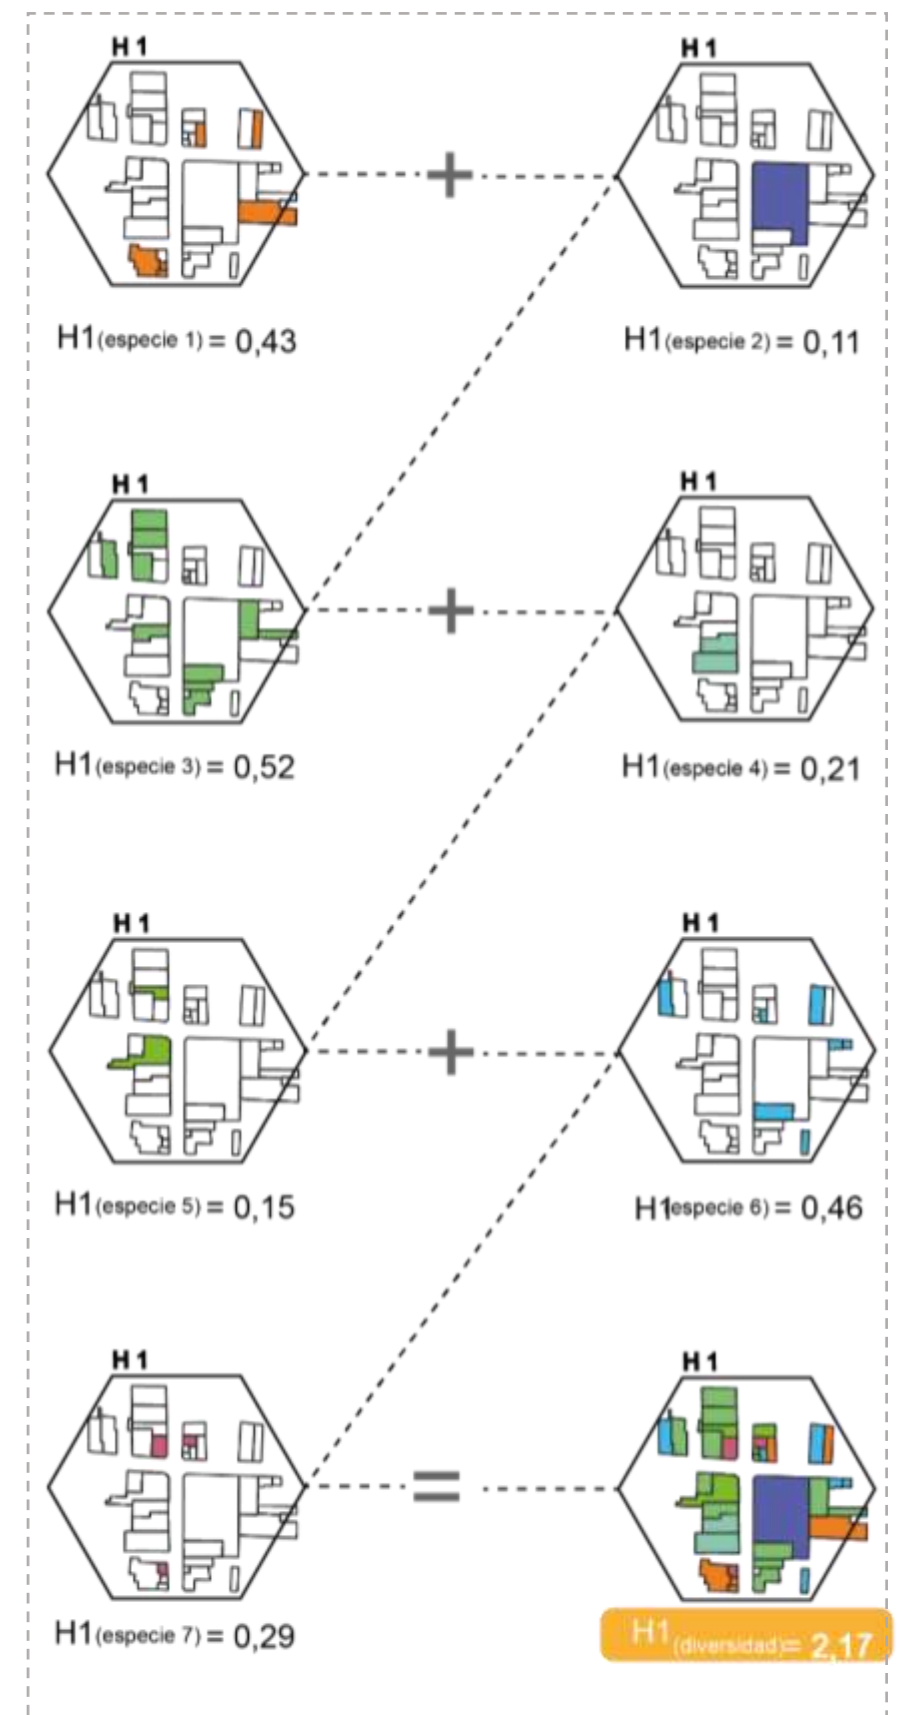 H 1
H 1
+
H1(especie 1) = 0,43
H1(especie 2) = 0,11
H 1
H 1
+
H1(especie 3) = 0,52
H1(especie 4) = 0,21
H 1
H 1
+
H1(especie 5) = 0,15
H1especie 6) = 0,46
H 1
H 1
=
H1(especie 7) = 0,29
H1(diversidad)= 2,17